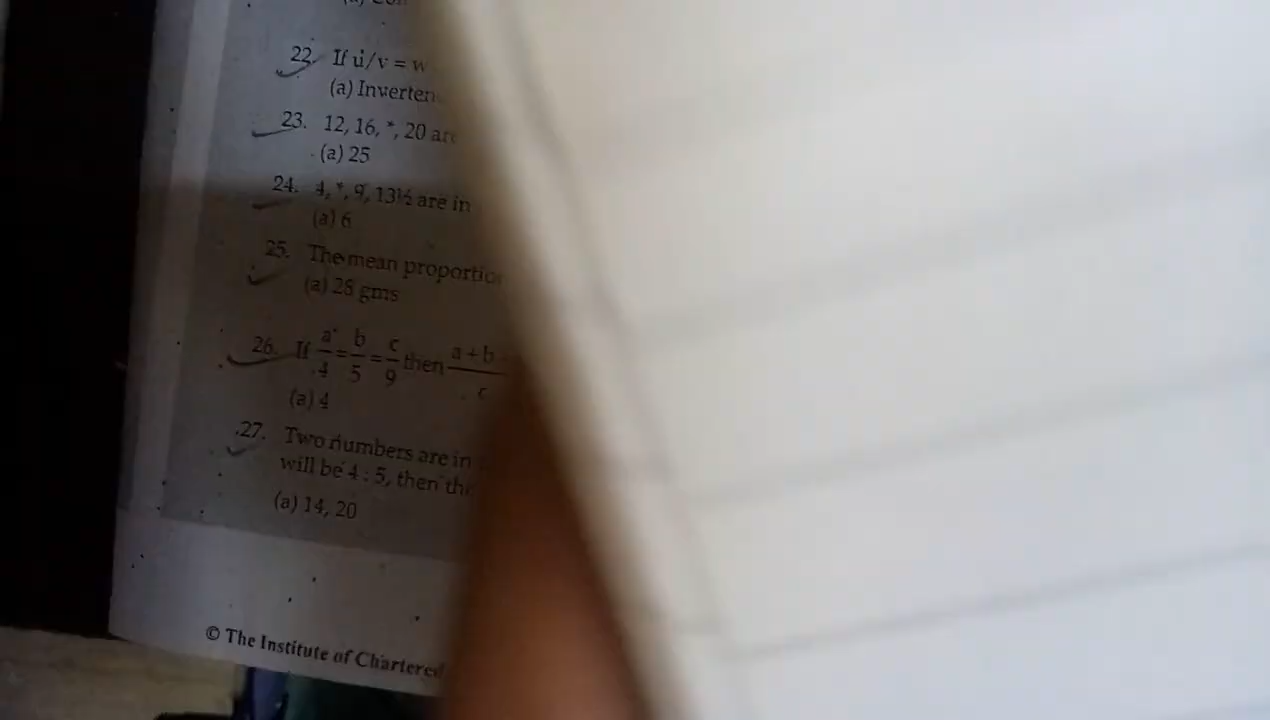 22. If u/v = w
(a) Inverten
23. 12, 16, *, 20 are
(a) 25
24. 4, *, 9, 13½ are in
(a) 6
25. The mean proportio
(a) 28 gms
26. If a/4 = b/5 = c/9 then a + b / c
(a) 4
27. Two numbers are in
will be 4 : 5, then the
(a) 14, 20
© The Institute of Chartered